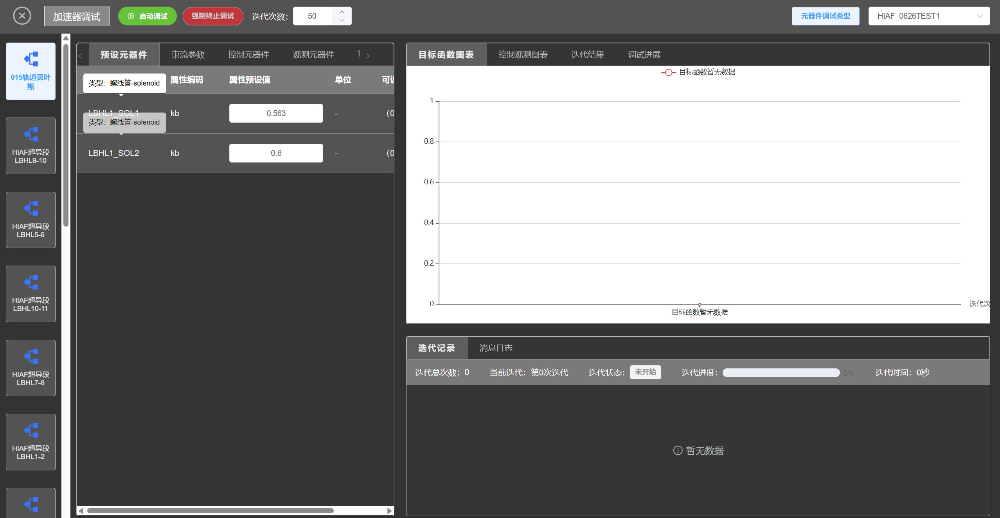 加速器调试
启动调试
强制终止调试
迭代次数：
50
元器件调试类型
HIAF_0626TEST1
015轨道贝叶
斯
HIAF超导段
LBHL9-10
HIAF超导段
LBHL5-6
HIAF超导段
LBHL10-11
HIAF超导段
LBHL7-8
HIAF超导段
LBHL1-2
预设元器件
束流参数
控制元器件
观测元器件
类型：螺线管-solenoid
属性编码
属性预设值
单位
LBHL1_SOL1
kb
0.563
-
(0
类型：螺线管-solenoid
LBHL1_SOL2
kb
0.6
-
(0
目标函数图表
控制观测图表
迭代结果
调试进展
目标函数暂无数据
1
0.8
0.6
0.4
0.2
0
迭代次
目标函数暂无数据
迭代记录
消息日志
迭代总次数：0
当前迭代：第0次迭代
迭代状态：
未开始
迭代进度：
0%
迭代时间：0秒
暂无数据